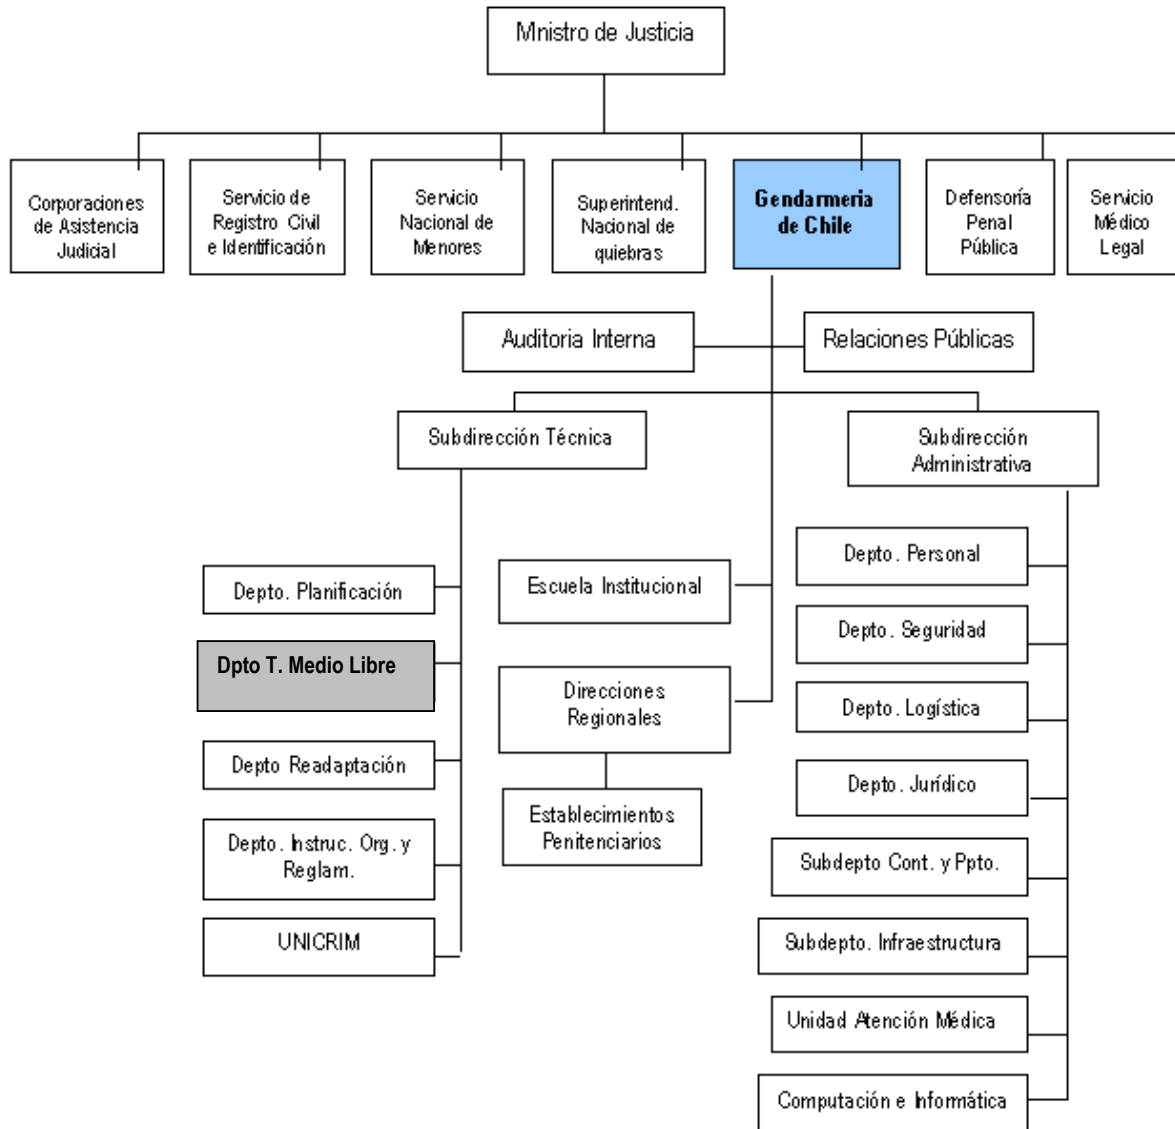 Mnistro de Justicia
Corporaciones
de Asistencia
Judicial
Servicio de
Registro Civil
e Identificación
Servicio
Nacional de
Menores
Superintend.
Nacional de
quiebras
Gendarmeria
de Chile
Defensoría
Penal
Pública
Servicio
Médico
Legal
Auditoria Interna
Relaciones Públicas
Subdirección Técnica
Subdirección
Administrativa
Depto. Planificación
Dpto T. Medio Libre
Depto Readaptación
Depto. Instruc. Org. y
Reglam.
UNICRIM
Escuela Institucional
Direcciones
Regionales
Establecimientos
Penitenciarios
Depto. Personal
Depto. Seguridad
Depto. Logística
Depto. Jurídico
Subdepto Cont. y Ppto.
Subdepto. Infraestructura
Unidad Atención Médica
Computación e Informática